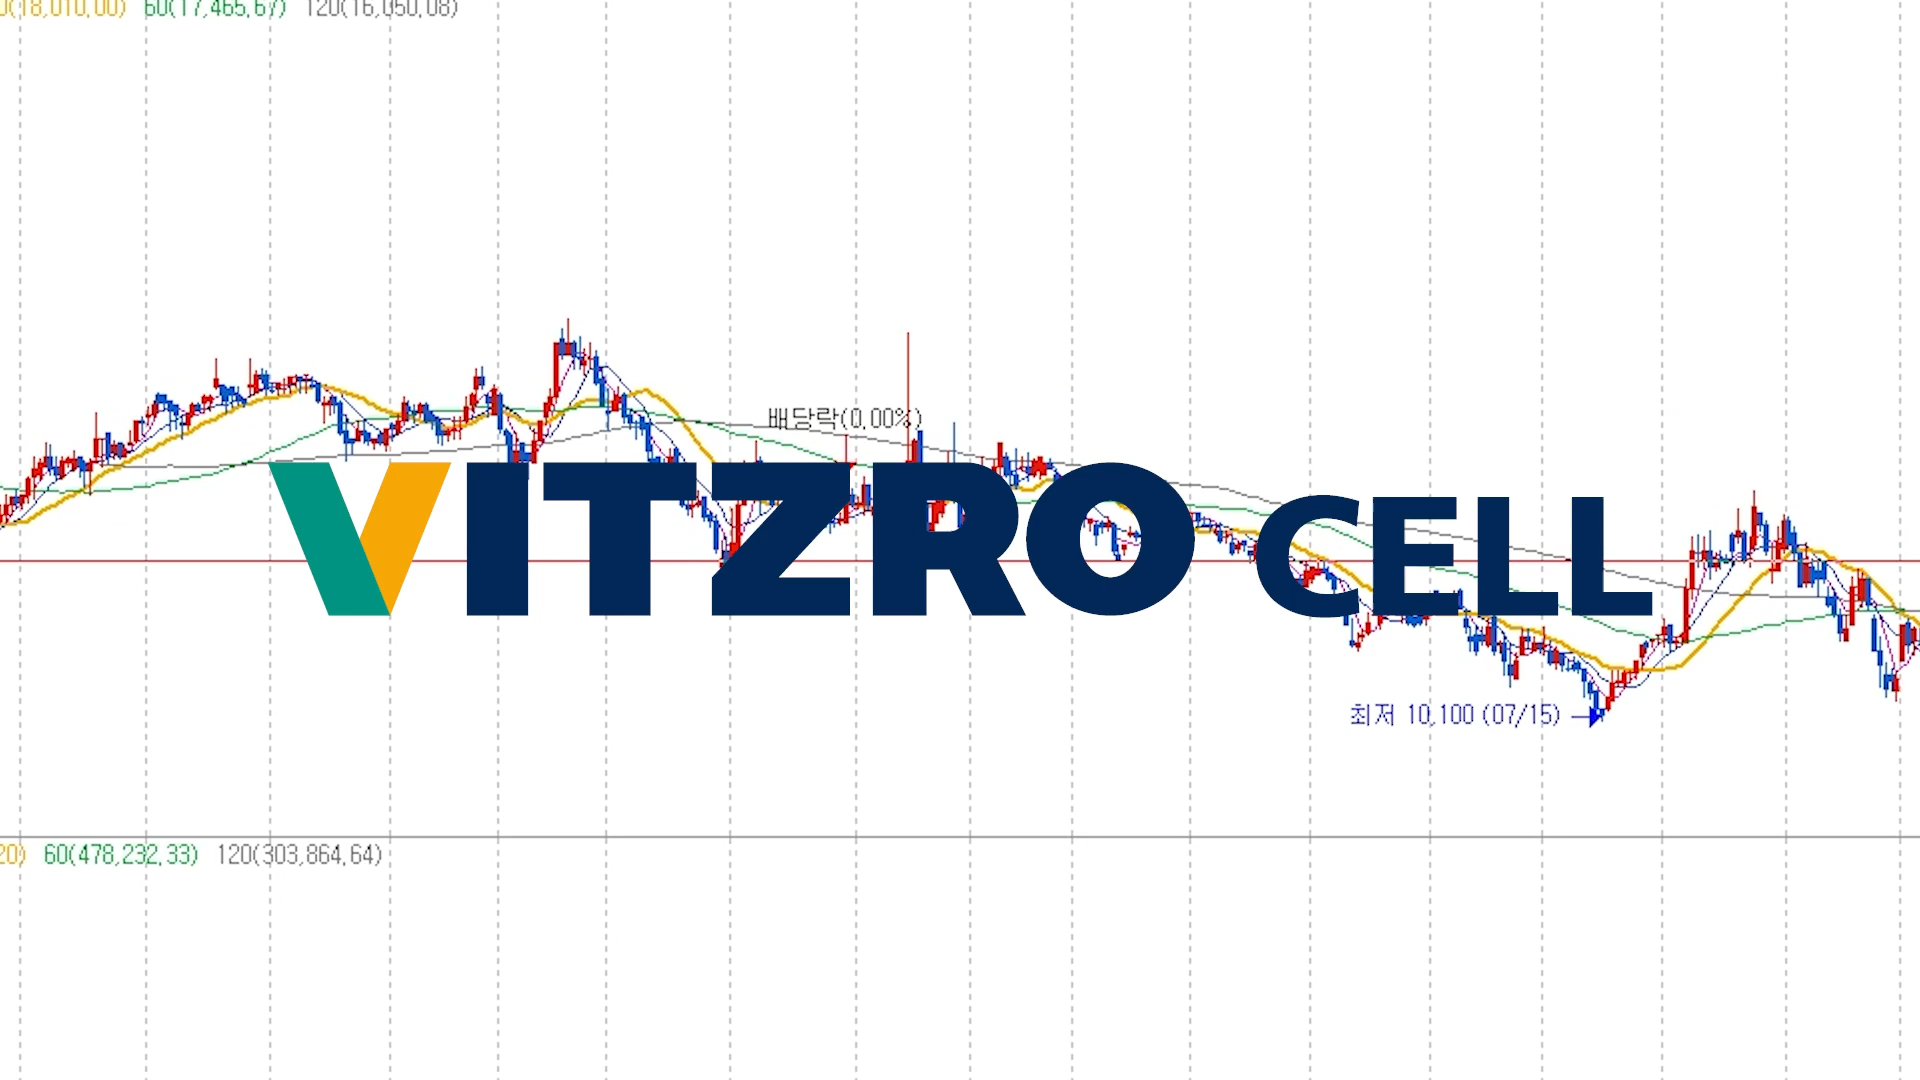 0(18,010,00) 60(17,465,67) 120(16,050,08)
배당락(0,00%)
VITZRO CELL
최저 10,100 (07/15)
20) 60(478,232,33) 120(303,864,64)